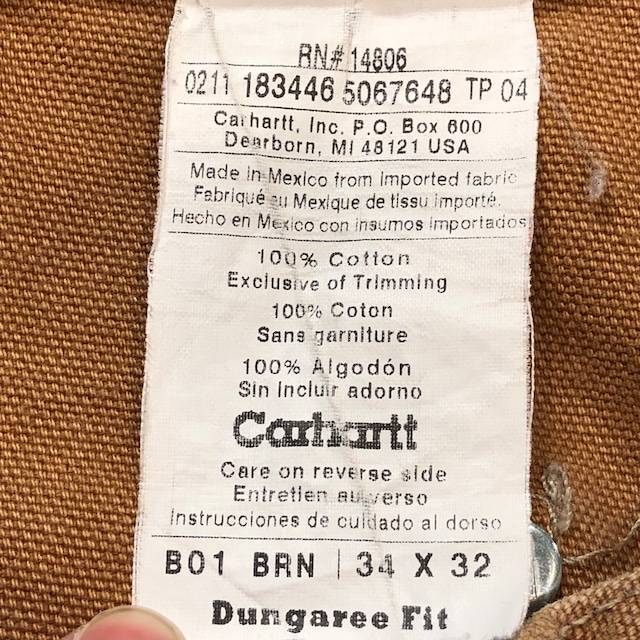 RN# 14806
0211 183446 5067648 TP 04
Carhartt, Inc. P.O. Box 600
Dearborn, MI 48121 USA
Made in Mexico from Imported fabric
Fabriqué au Mexique de tissu importé.
Hecho en México con insumos importados
100% Cotton
Exclusive of Trimming
100% Coton
Sans garniture
100% Algodón
Sin Incluir adorno
Carhartt
Care on reverse side
Entretien au verso
Instrucciones de cuidado al dorso
B01 BRN | 34 X 32
Dungaree Fit